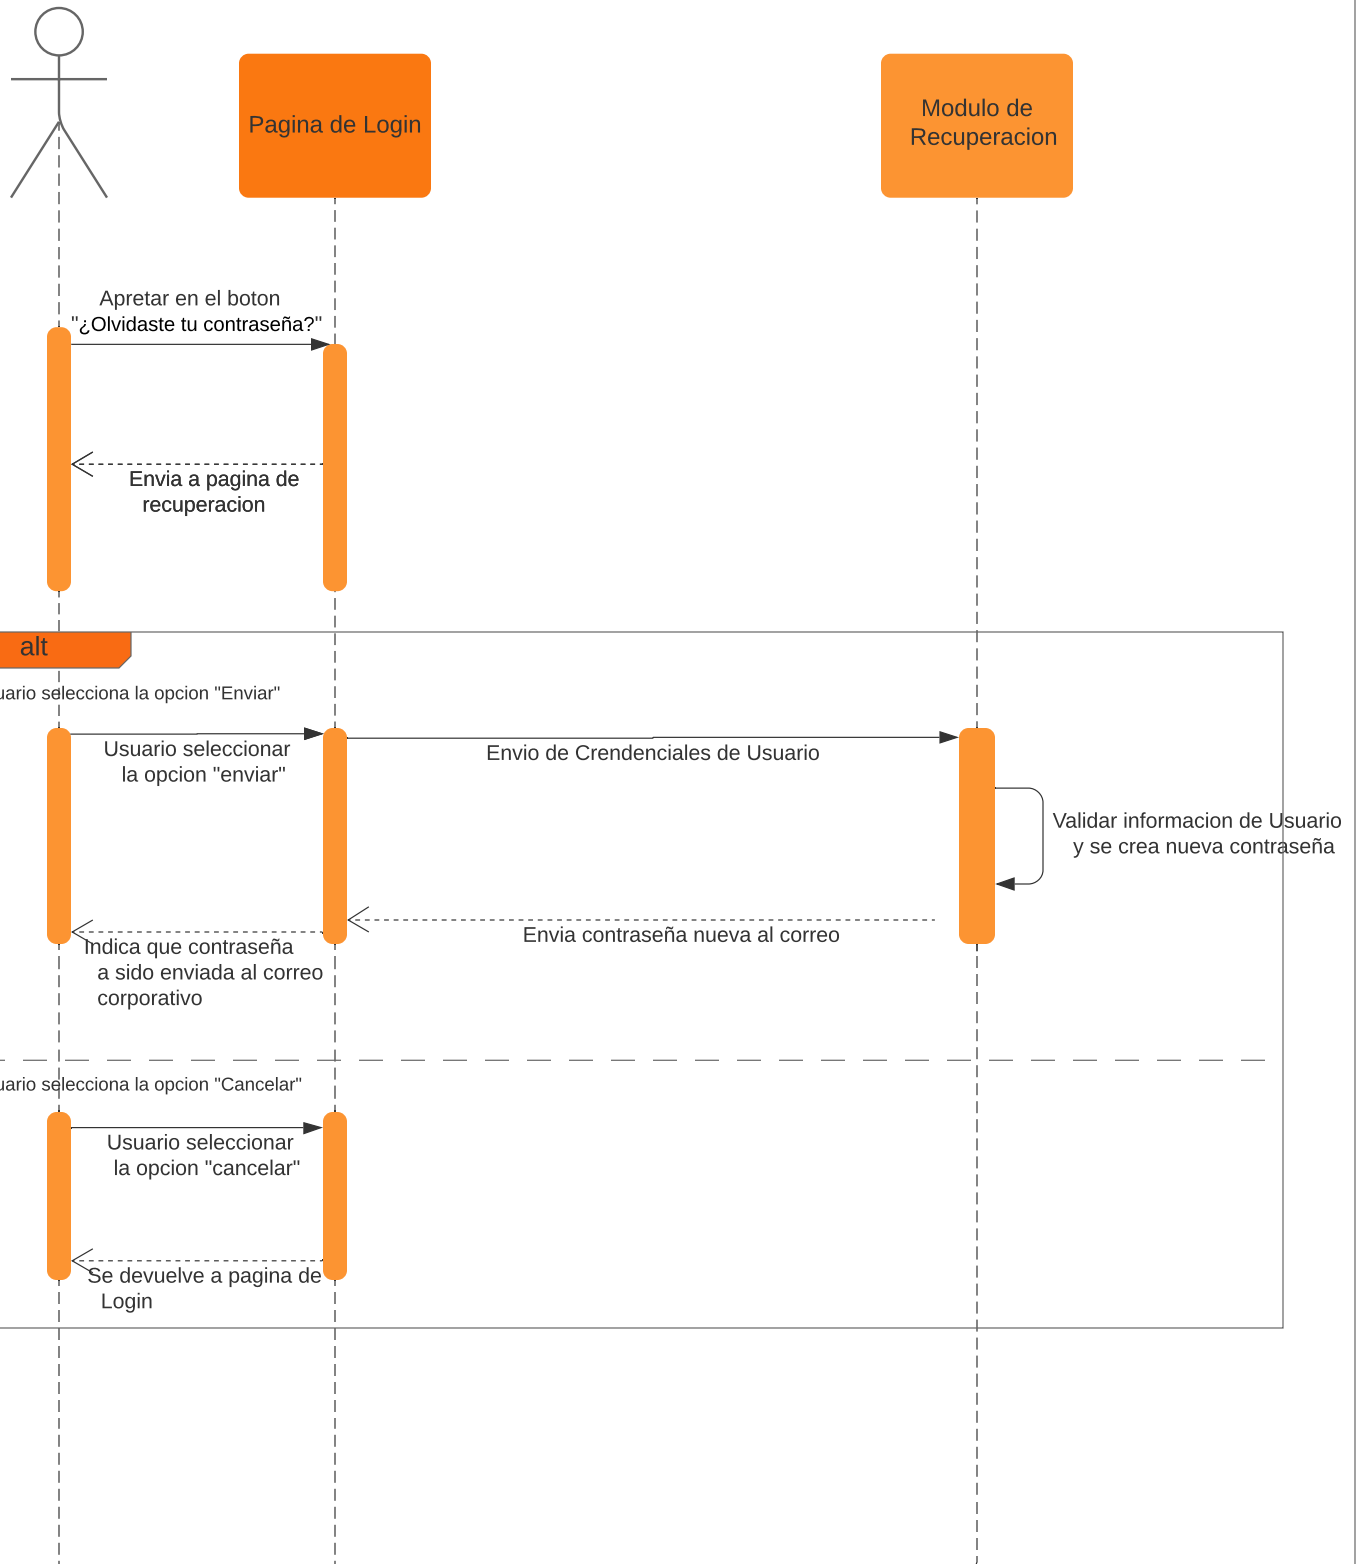 Pagina de Login
Modulo de
Recuperacion
Apretar en el boton
"¿Olvidaste tu contraseña?"
Envia a pagina de
recuperacion
alt
selecciona la opcion "Enviar"
Usuario seleccionar
la opcion "enviar"
Envio de Crendenciales de Usuario
Validar informacion de Usuario
y se crea nueva contraseña
Envia contraseña nueva al correo
Indica que contraseña
a sido enviada al correo
corporativo
selecciona la opcion "Cancelar"
Usuario seleccionar
la opcion "cancelar"
Se devuelve a pagina de
Login